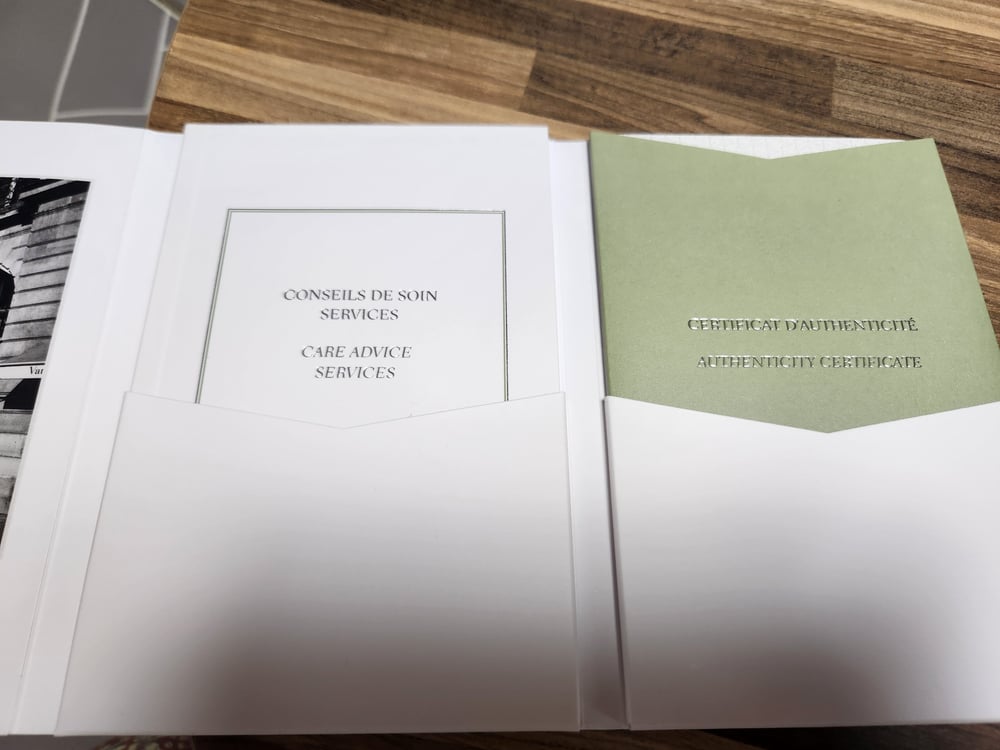 CONSEILS DE SOIN
SERVICES
CARE ADVICE
SERVICES
CERTIFICAT D'AUTHENTICITÉ
AUTHENTICITY CERTIFICATE